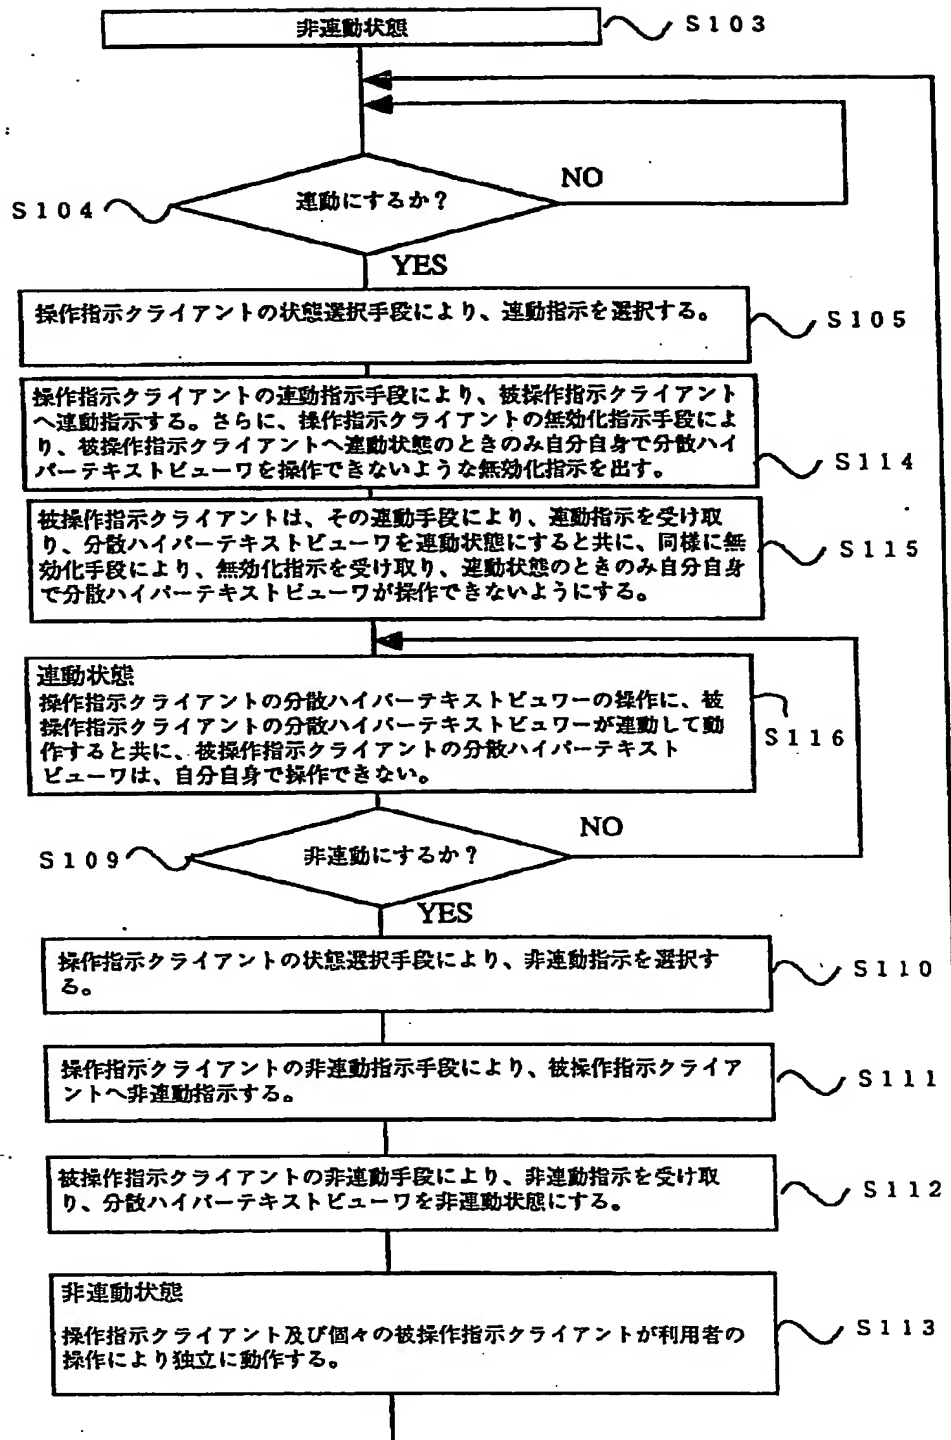 非連動状態
S103
連動にするか？
NO
S104
YES
操作指示クライアントの状態選択手段により、連動指示を選択する。
S105
操作指示クライアントの連動指示手段により、被操作指示クライアント
へ連動指示する。さらに、操作指示クライアントの無効化指示手段によ
り、被操作指示クライアントへ連動状態のときのみ自分自身で分散ハイ
パーテキストビューワを操作できないような無効化指示を出す。
S114
被操作指示クライアントは、その連動手段により、連動指示を受け取
り、分散ハイパーテキストビューワを連動状態にすると共に、同様に無
効化手段により、無効化指示を受け取り、連動状態のときのみ自分自身
で分散ハイパーテキストビューワが操作できないようにする。
S115
連動状態
操作指示クライアントの分散ハイパーテキストビュワーの操作に、被
操作指示クライアントの分散ハイパーテキストビュワーが連動して動
作すると共に、被操作指示クライアントの分散ハイパーテキスト
ビューワは、自分自身で操作できない。
S116
非連動にするか？
NO
S109
YES
操作指示クライアントの状態選択手段により、非連動指示を選択す
る。
S110
操作指示クライアントの非連動指示手段により、被操作指示クライア
ントへ非連動指示する。
S111
被操作指示クライアントの非連動手段により、非連動指示を受け取
り、分散ハイパーテキストビューワを非連動状態にする。
S112
非連動状態
操作指示クライアント及び個々の被操作指示クライアントが利用者の
操作により独立に動作する。
S113